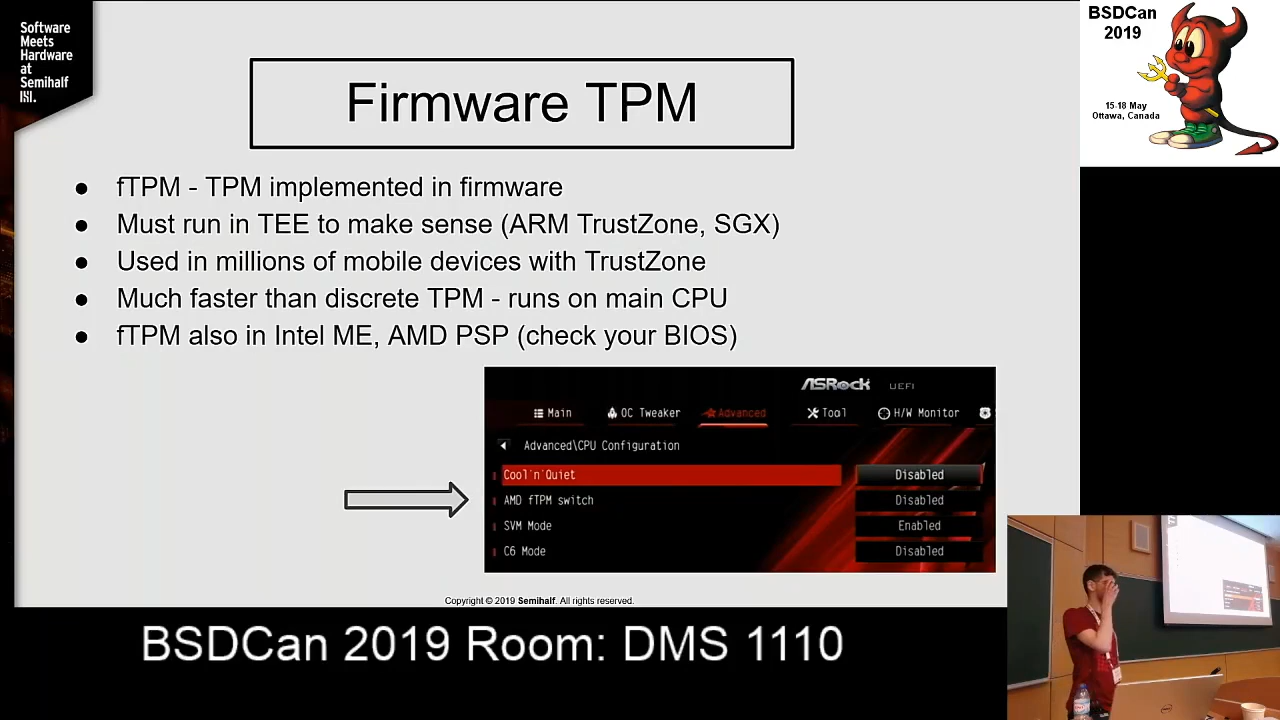 Software
Meets
Hardware
at
Semihalf
BSDCan
2019
15-18 May
Ottawa, Canada
Firmware TPM
● fTPM - TPM implemented in firmware
● Must run in TEE to make sense (ARM TrustZone, SGX)
● Used in millions of mobile devices with TrustZone
● Much faster than discrete TPM - runs on main CPU
● fTPM also in Intel ME, AMD PSP (check your BIOS)
ASRock UEFI
Main OC Tweaker Advanced Tool H/W Monitor
Advanced\CPU Configuration
Cool'n'Quiet Disabled
AMD fTPM switch Disabled
SVM Mode Enabled
C6 Mode Disabled
Copyright © 2019 Semihalf. All rights reserved.
BSDCan 2019 Room: DMS 1110